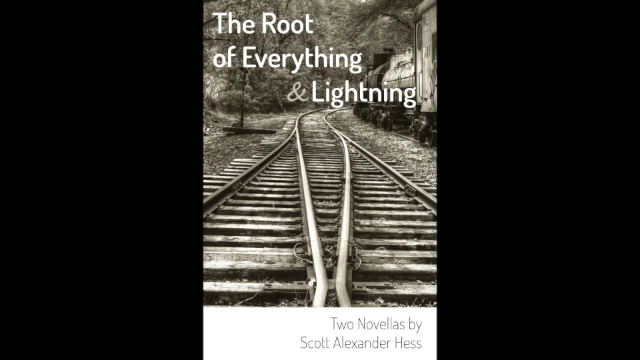 The Root
of Everything
& Lightning
Two Novellas by
Scott Alexander Hess